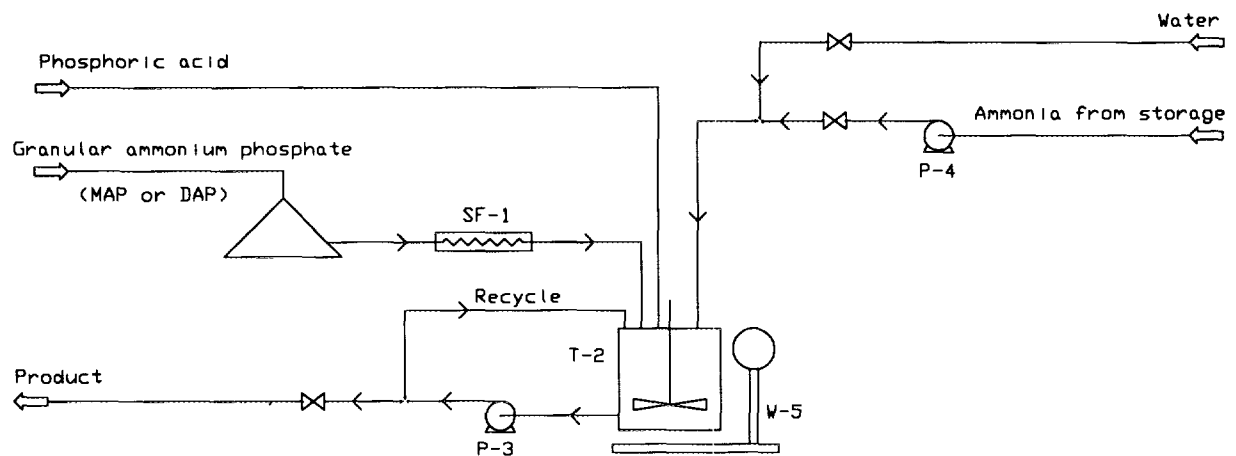 Water
Phosphoric acid
Ammonia from storage
Granular ammonium phosphate
(MAP or DAP)
P-4
SF-1
Recycle
T-2
Product
W-5
P-3